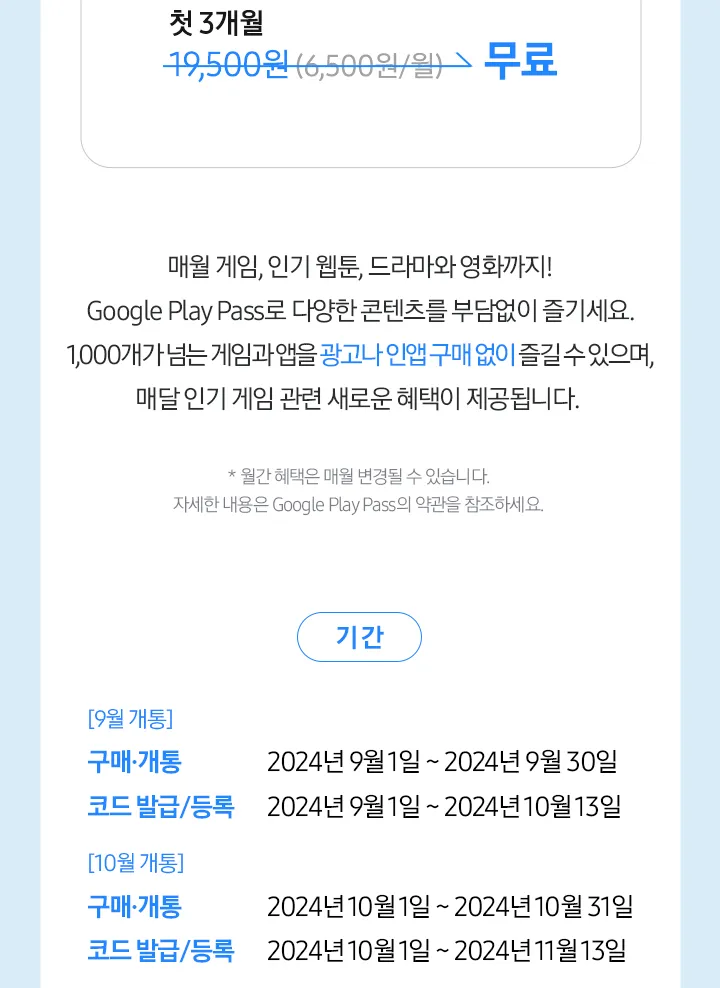 첫 3개월
19,500원 (6,500원/월) → 무료
매월 게임, 인기 웹툰, 드라마와 영화까지!
Google Play Pass로 다양한 콘텐츠를 부담없이 즐기세요.
1,000개가 넘는 게임과 앱을 광고나 인앱 구매 없이 즐길 수 있으며,
매달 인기 게임 관련 새로운 혜택이 제공됩니다.
* 월간 혜택은 매월 변경될 수 있습니다.
자세한 내용은 Google Play Pass의 약관을 참조하세요.
기간
[9월 개통]
구매·개통 2024년 9월 1일 ~ 2024년 9월 30일
코드 발급/등록 2024년 9월 1일 ~ 2024년 10월 13일
[10월 개통]
구매·개통 2024년 10월 1일 ~ 2024년 10월 31일
코드 발급/등록 2024년 10월 1일 ~ 2024년 11월 13일